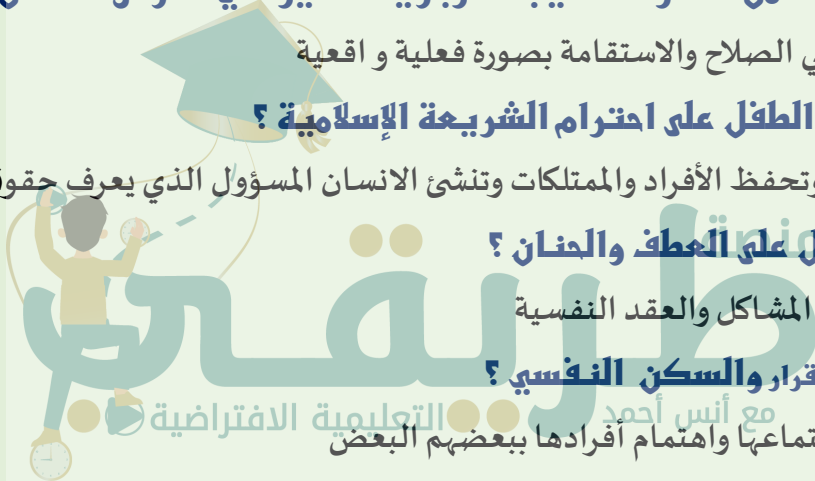 ي الصلاح والاستقامة بصورة فعلية و اقعية
الطفل على احترام الشريعة الإسلامية ؟
وتحفظ الأفراد والممتلكات وتنشئ الانسان المسؤول الذي يعرف حقو
ل على العطف والحنان ؟
منصة
المشاكل والعقد النفسية
طريقي
قرار والسكن النفسي ؟
مع أنس أحمد
التعليمية الافتراضية
تماعها واهتمام أفرادها ببعضهم البعض